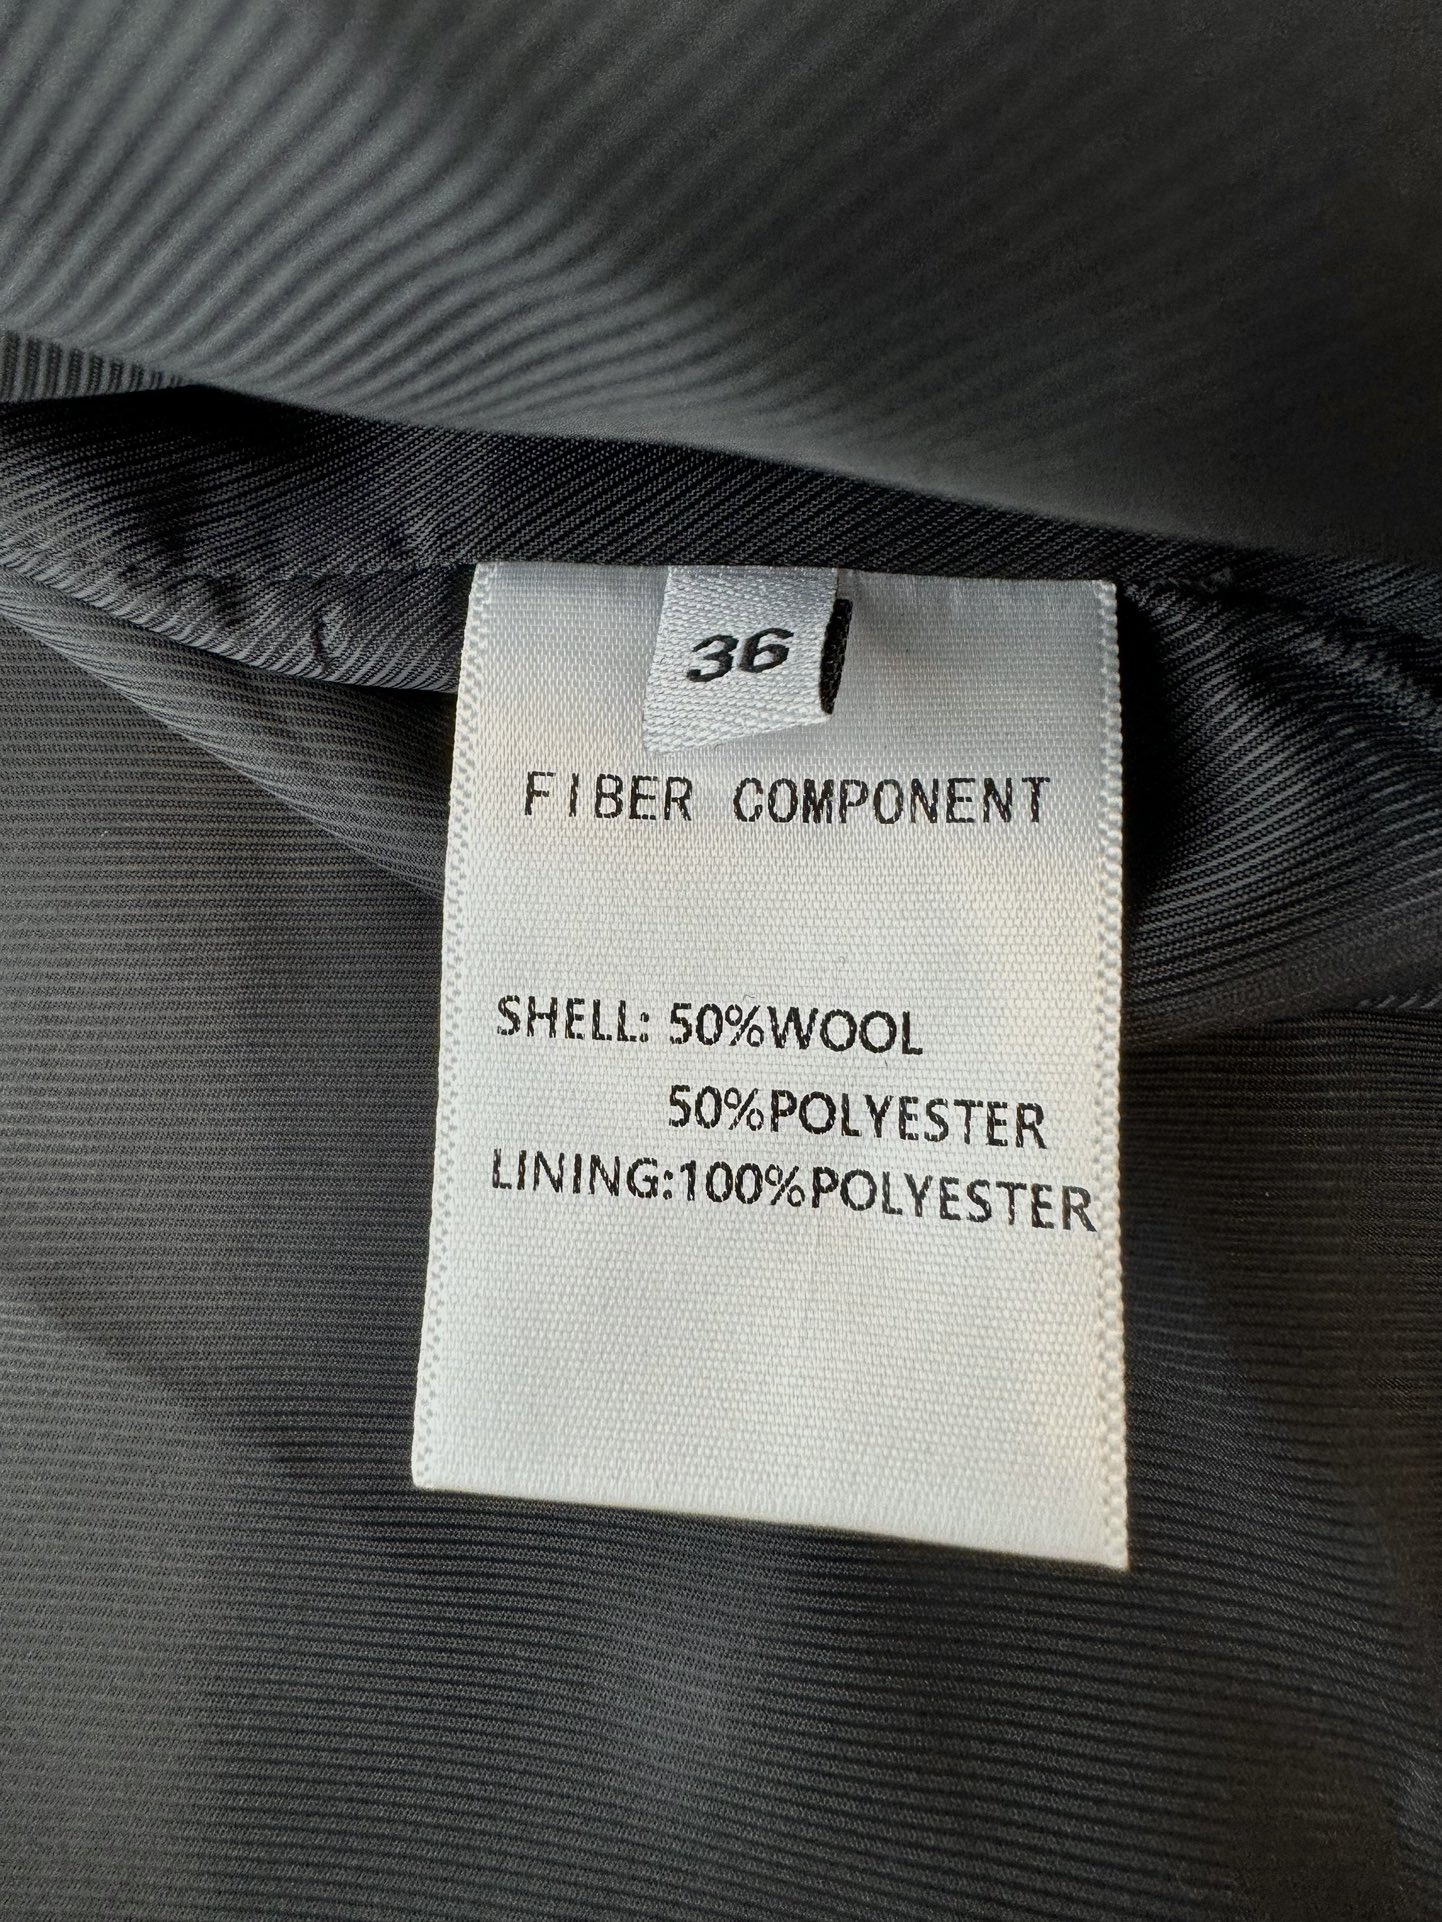 36
FIBER COMPONENT
SHELL: 50%WOOL
50%POLYESTER
LINING:100%POLYESTER